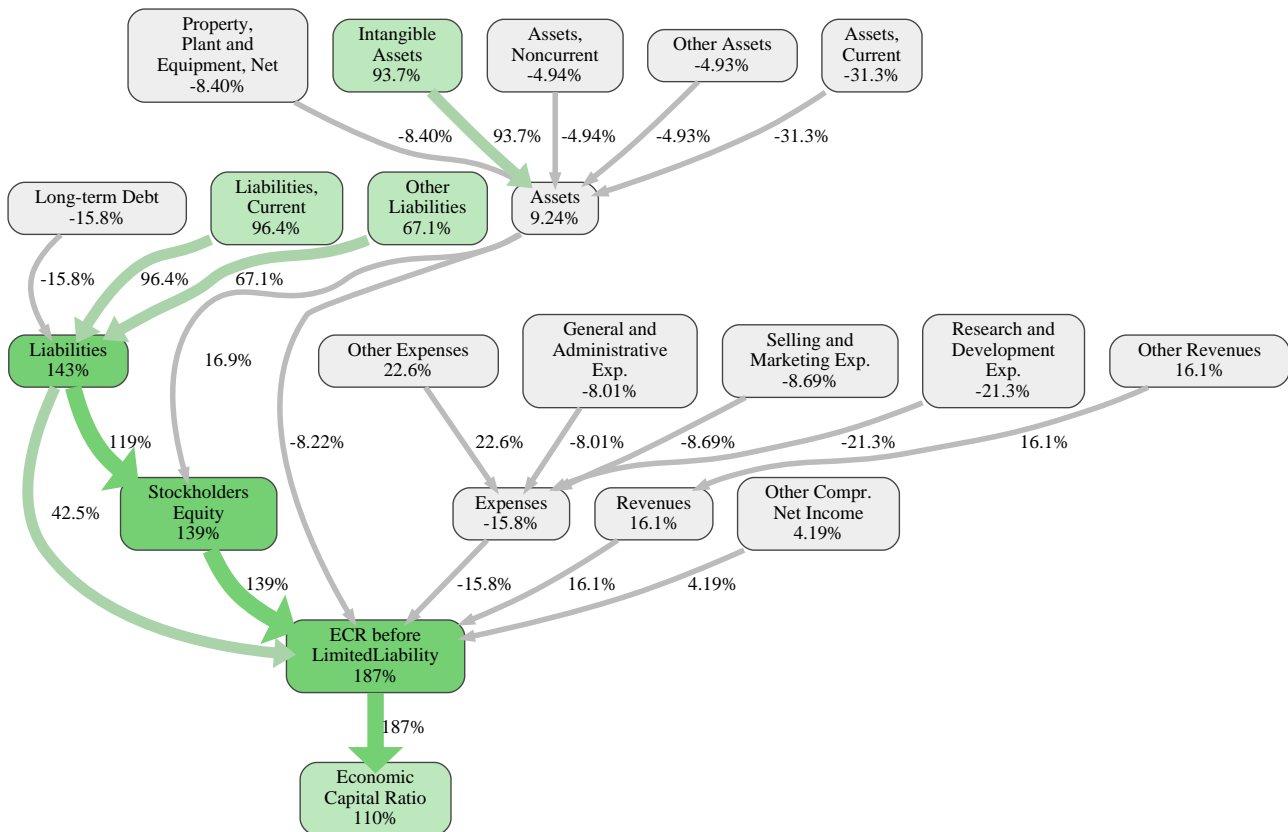 Property,
Plant and
Equipment, Net
-8.40%
Intangible
Assets
93.7%
Assets,
Noncurrent
-4.94%
Other Assets
-4.93%
Assets,
Current
-31.3%
-8.40%
93.7%
-4.94%
-4.93%
-31.3%
Long-term Debt
-15.8%
Liabilities,
Current
96.4%
Other
Liabilities
67.1%
Assets
9.24%
-15.8%
96.4%
67.1%
Liabilities
143%
16.9%
Other Expenses
22.6%
General and
Administrative
Exp.
-8.01%
Selling and
Marketing Exp.
-8.69%
Research and
Development
Exp.
-21.3%
Other Revenues
16.1%
119%
-8.22%
22.6%
-8.01%
-8.69%
-21.3%
16.1%
42.5%
Stockholders
Equity
139%
Expenses
-15.8%
Revenues
16.1%
Other Compr.
Net Income
4.19%
139%
-15.8%
16.1%
4.19%
ECR before
LimitedLiability
187%
187%
Economic
Capital Ratio
110%